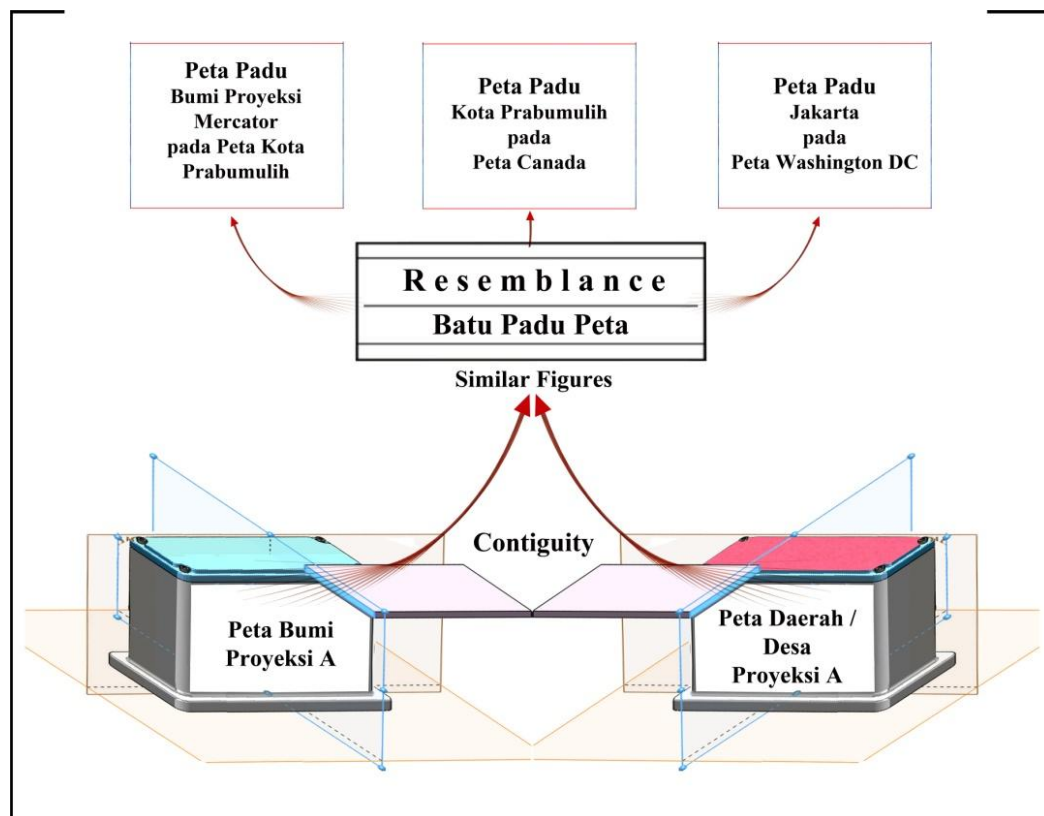 Peta Padu
Bumi Proyeksi
Mercator
pada Peta Kota
Prabumulih
Peta Padu
Kota Prabumulih
pada
Peta Canada
Peta Padu
Jakarta
pada
Peta Washington DC
Resemblance
Batu Padu Peta
Similar Figures
Contiguity
Peta Bumi
Proyeksi A
Peta Daerah /
Desa
Proyeksi A